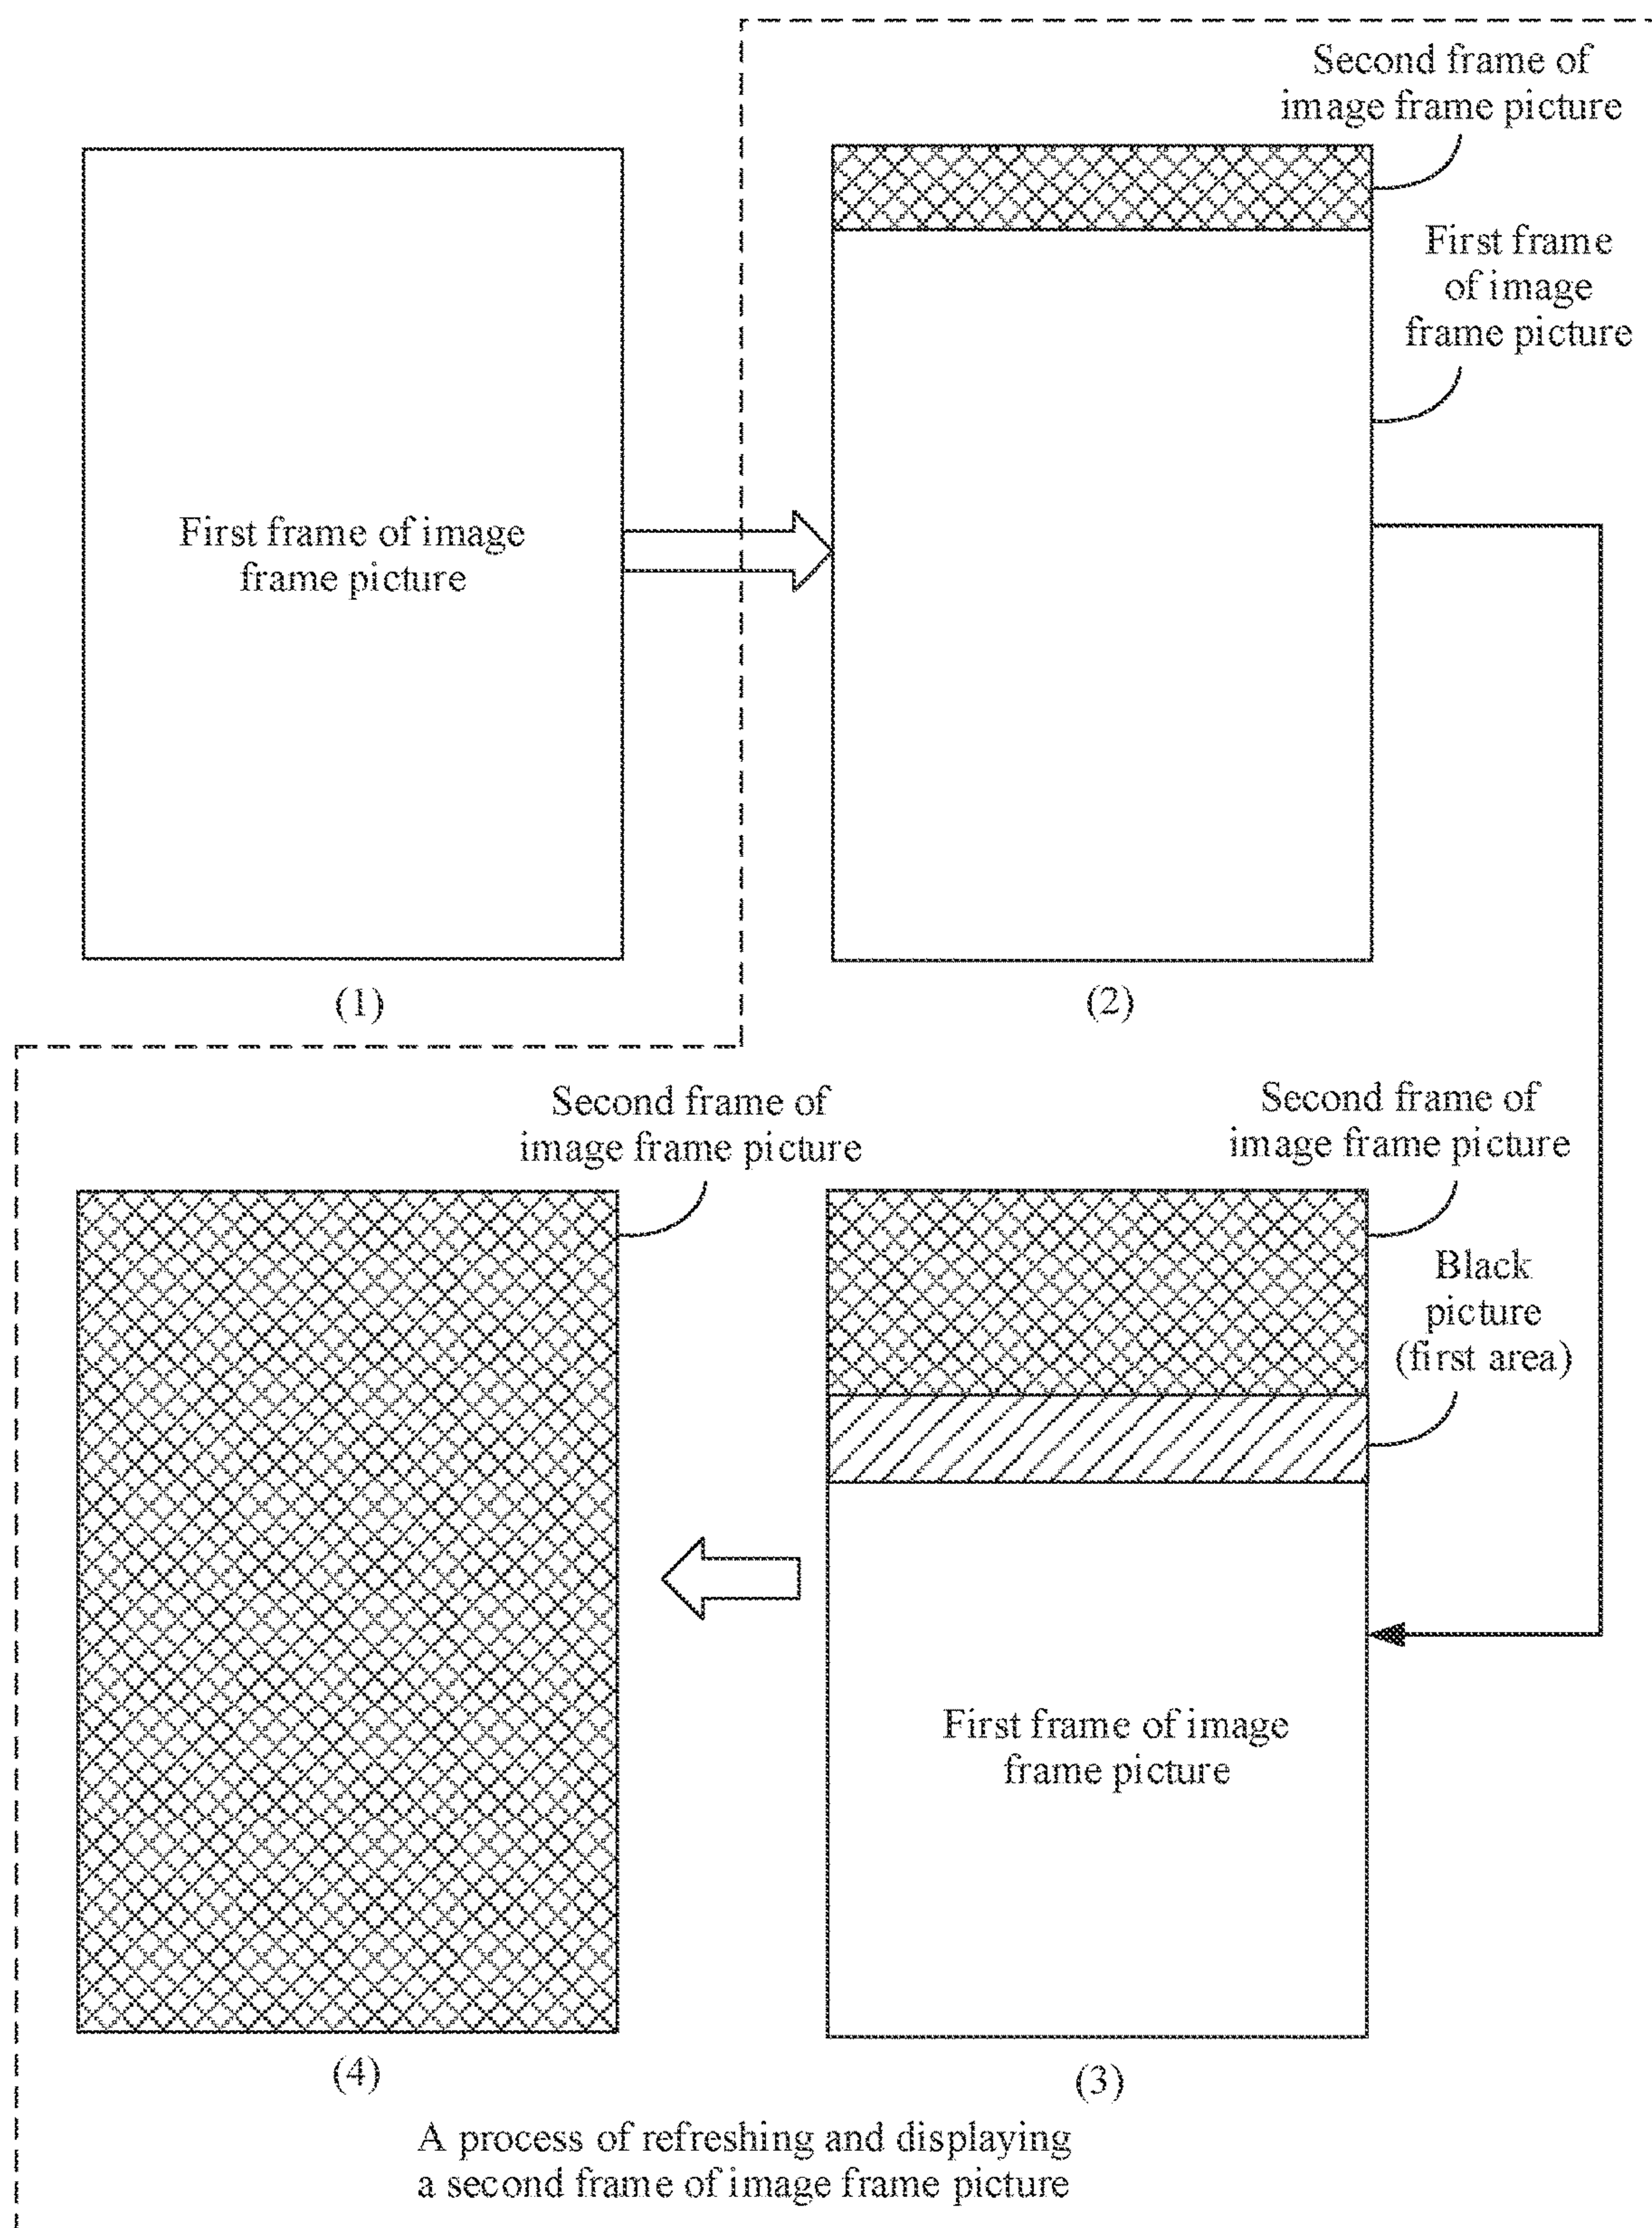 Second frame of
image frame picture
First frame
of image
frame picture
First frame of image
frame picture
(1)
(2)
Second frame of
image frame picture
Second frame of
image frame picture
Black
picture
(first area)
First frame of image
frame picture
(4)
(3)
A process of refreshing and displaying
a second frame of image frame picture